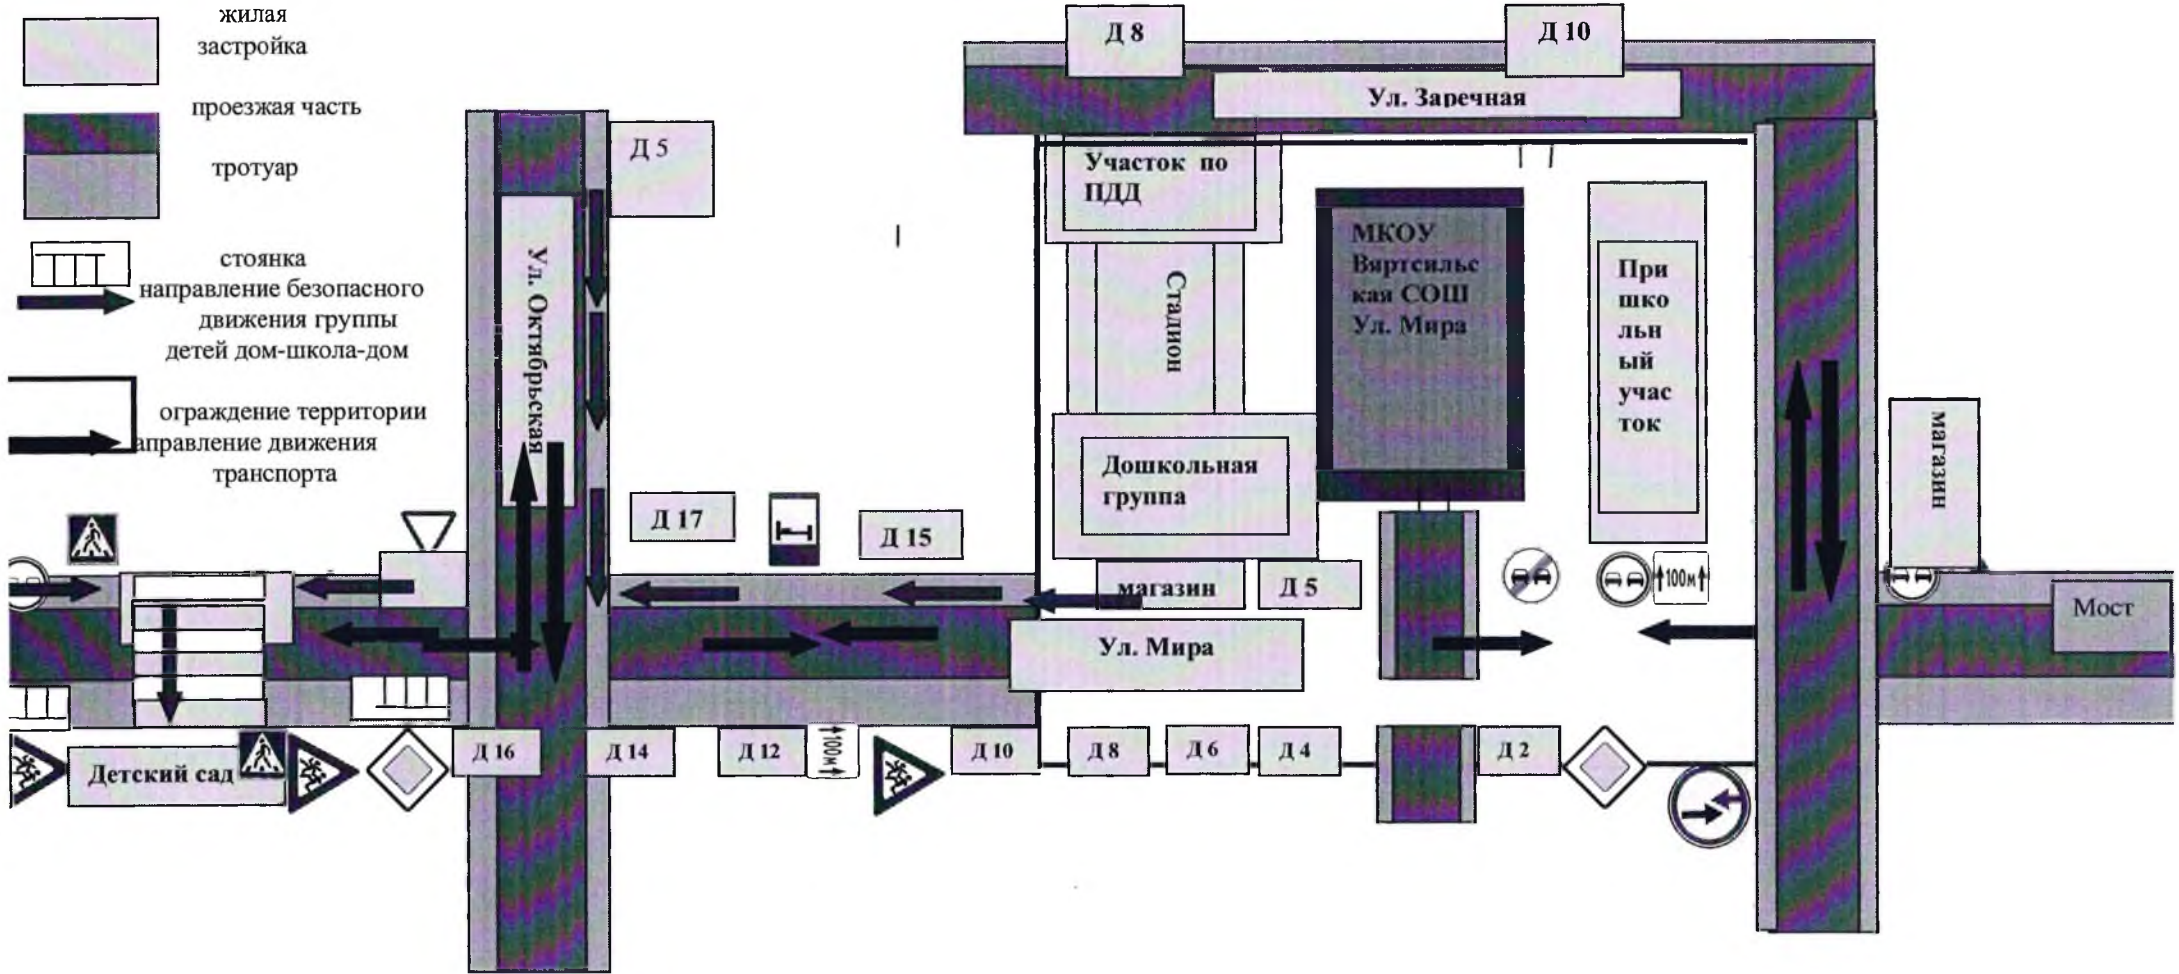 жилая
застройка
проезжая часть
тротуар
стоянка
направление безопасного
движения группы
детей дом-школа-дом
ограждение территории
аправление движения
транспорта
Д 5
Ул. Октябрьская
Д 17
Д 15
Д 8
Д 10
Ул. Заречная
Участок по
ПДД
Стадион
МКОУ
Вяртсильс
кая СОШ
Ул. Мира
При
шко
льн
ый
учас
ток
Дошкольная
группа
магазин
Д 5
100м
магазин
Мост
Ул. Мира
Детский сад
Д 16
Д 14
Д 12
100м
Д 10
Д 8
Д 6
Д 4
Д 2